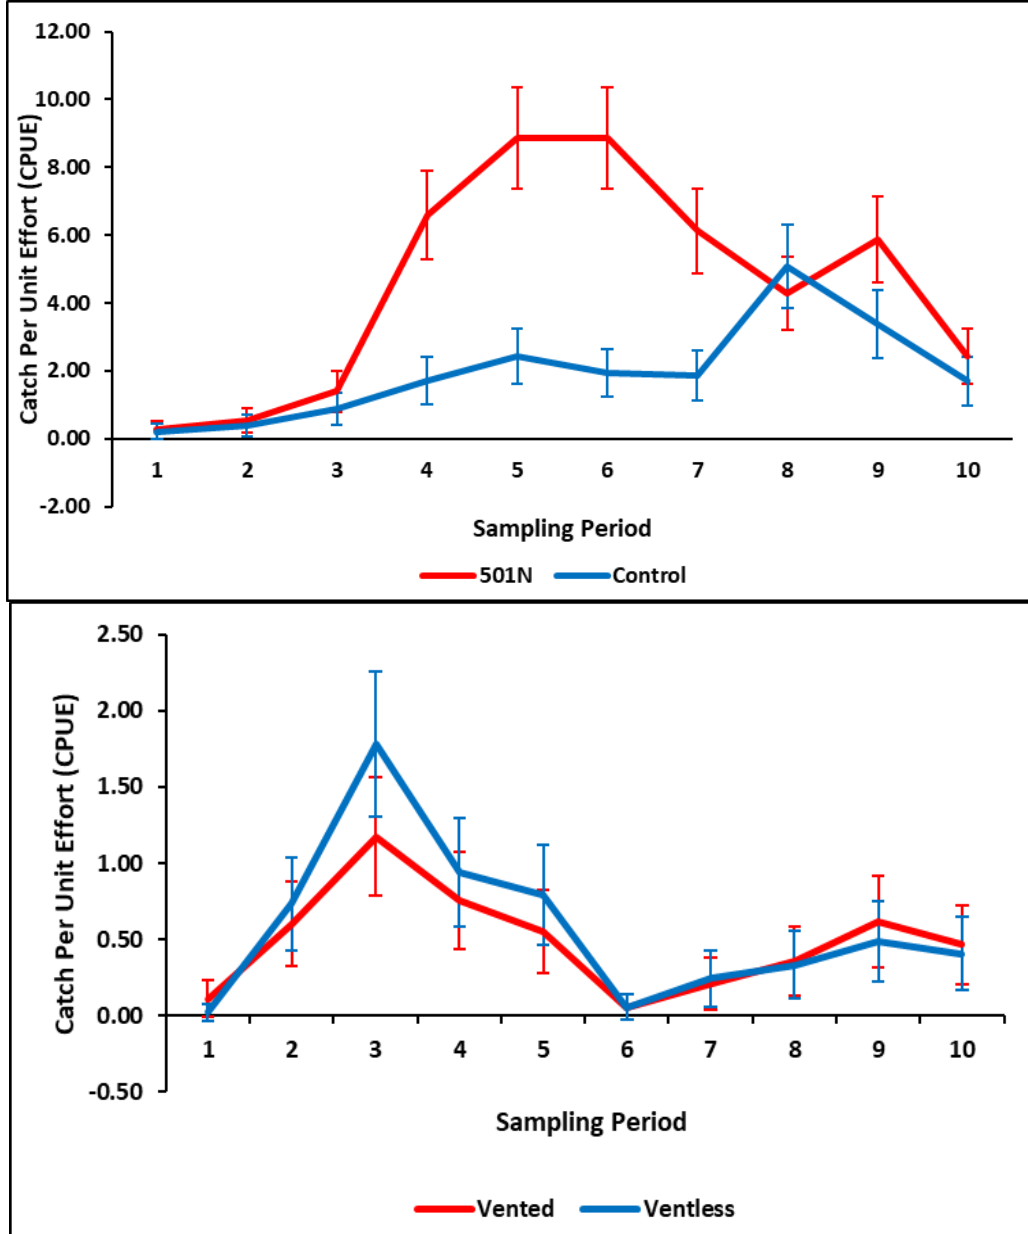 12.00
10.00
8.00
6.00
4.00
2.00
0.00
-2.00
Catch Per Unit Effort (CPUE)
1 2 3 4 5 6 7 8 9 10
Sampling Period
501N Control
2.50
2.00
1.50
1.00
0.50
0.00
-0.50
Catch Per Unit Effort (CPUE)
1 2 3 4 5 6 7 8 9 10
Sampling Period
Vented Ventless